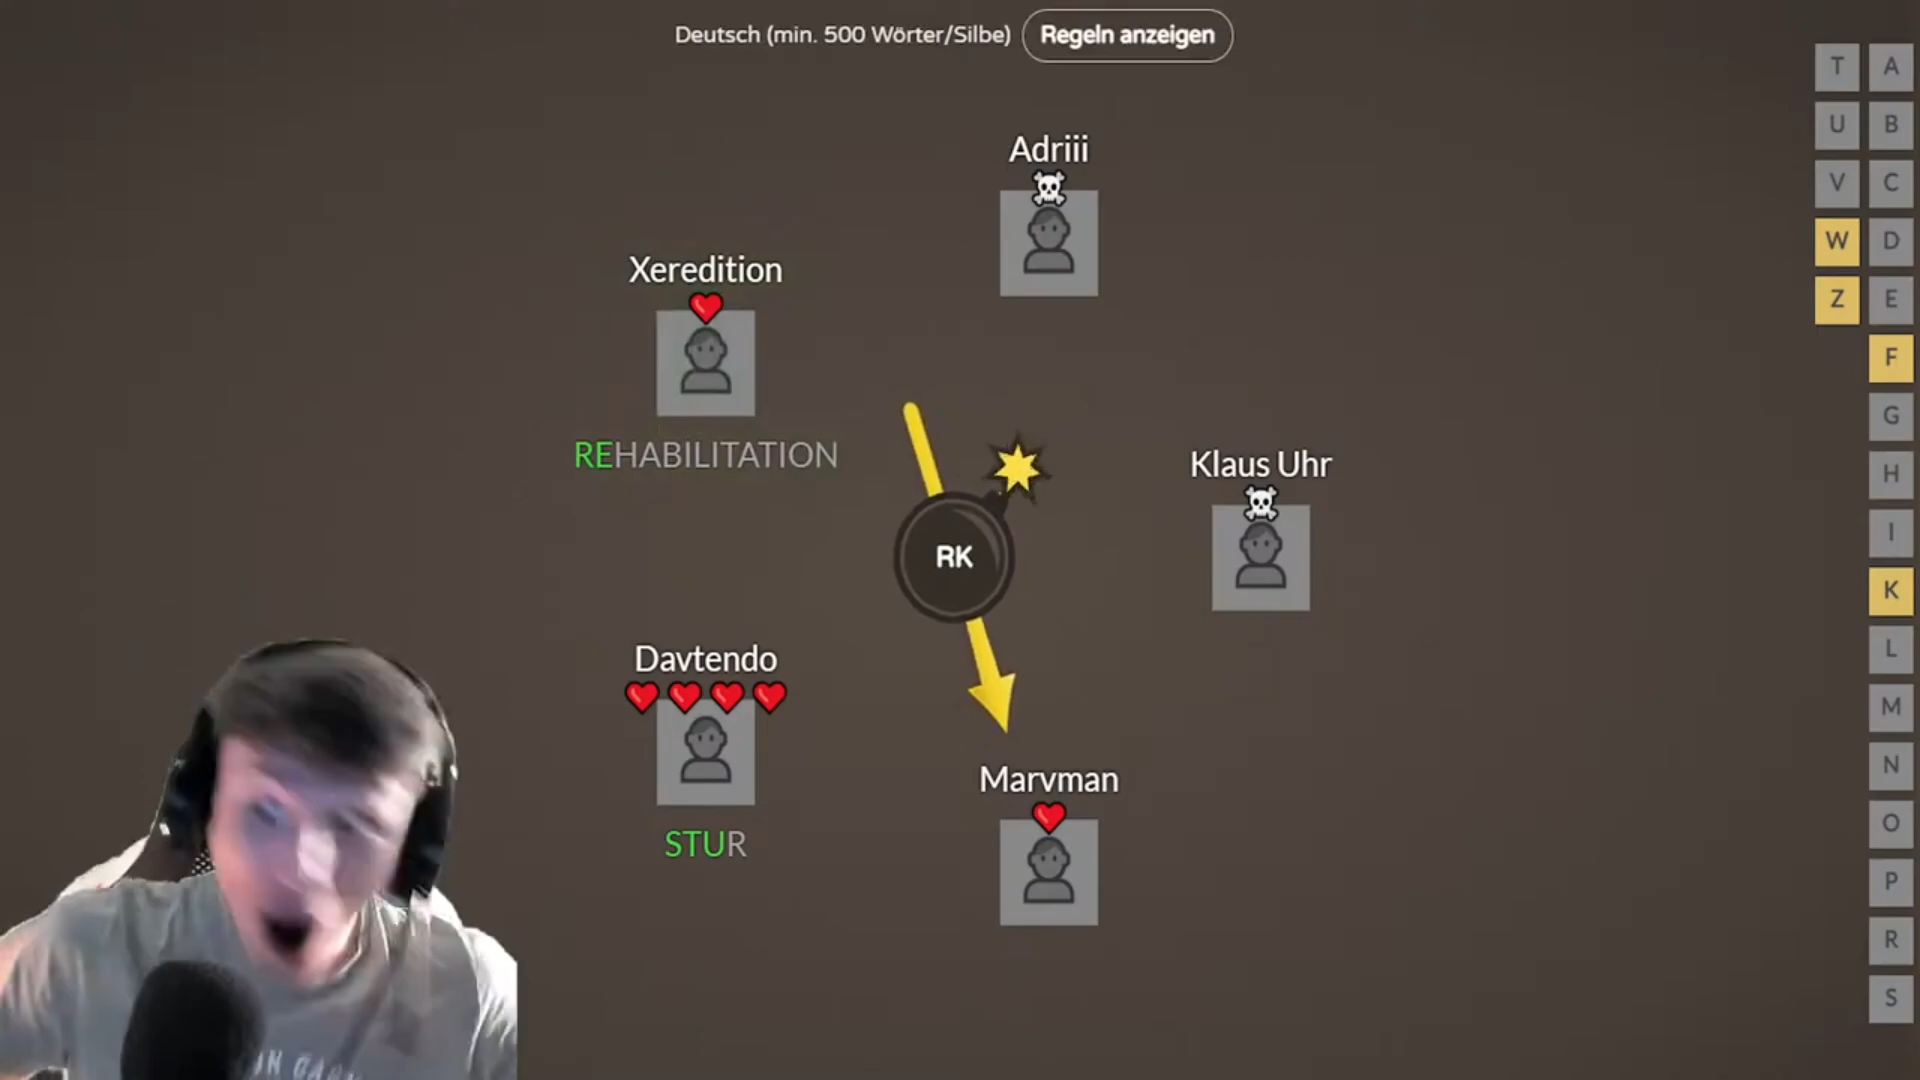 Deutsch (min. 500 Wörter/Silbe) Regeln anzeigen
Adriii
Xeredition
REHABILITATION
Klaus Uhr
RK
Davtendo
STUR
Marvman
T A
U B
V C
W D
Z E
F
G
H
I
K
L
M
N
O
P
R
S